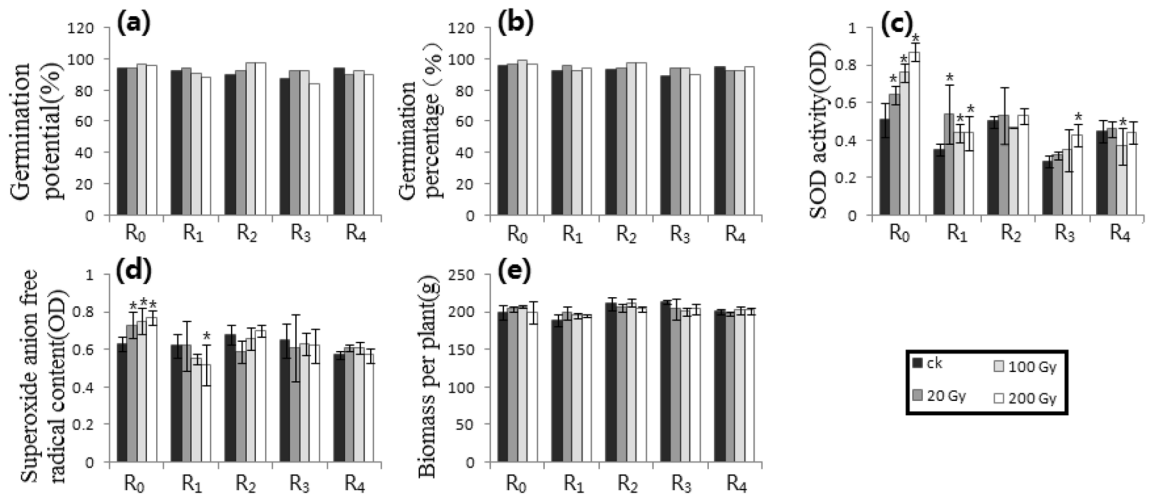 (a)
Germination
potential(%)
120
100
80
60
40
20
0
R0 R1 R2 R3 R4
(b)
Germination
percentage (%)
120
100
80
60
40
20
0
R0 R1 R2 R3 R4
(c)
SOD activity(OD)
1
0.8
0.6
0.4
0.2
0
* * * *
* * * *
* *
R0 R1 R2 R3 R4
(d)
Superoxide anion free
radical content(OD)
1
0.8
0.6
0.4
0.2
0
* * * *
R0 R1 R2 R3 R4
(e)
Biomass per plant(g)
250
200
150
100
50
0
R0 R1 R2 R3 R4
ck 100 Gy
20 Gy 200 Gy